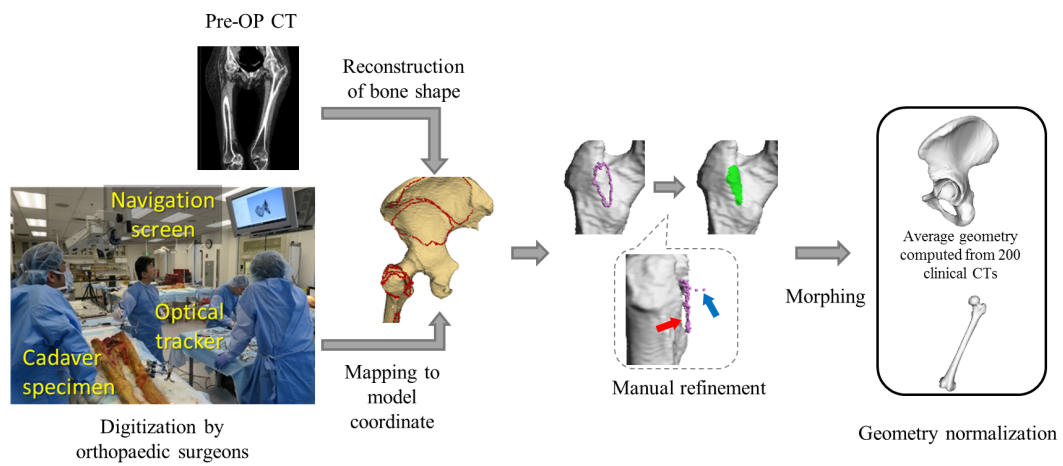 Pre-OP CT
Reconstruction
of bone shape
Navigation
screen
Optical
tracker
Cadaver
specimen
Digitization by
orthopaedic surgeons
Mapping to
model
coordinate
Manual refinement
Morphing
Average geometry
computed from 200
clinical CTs
Geometry normalization